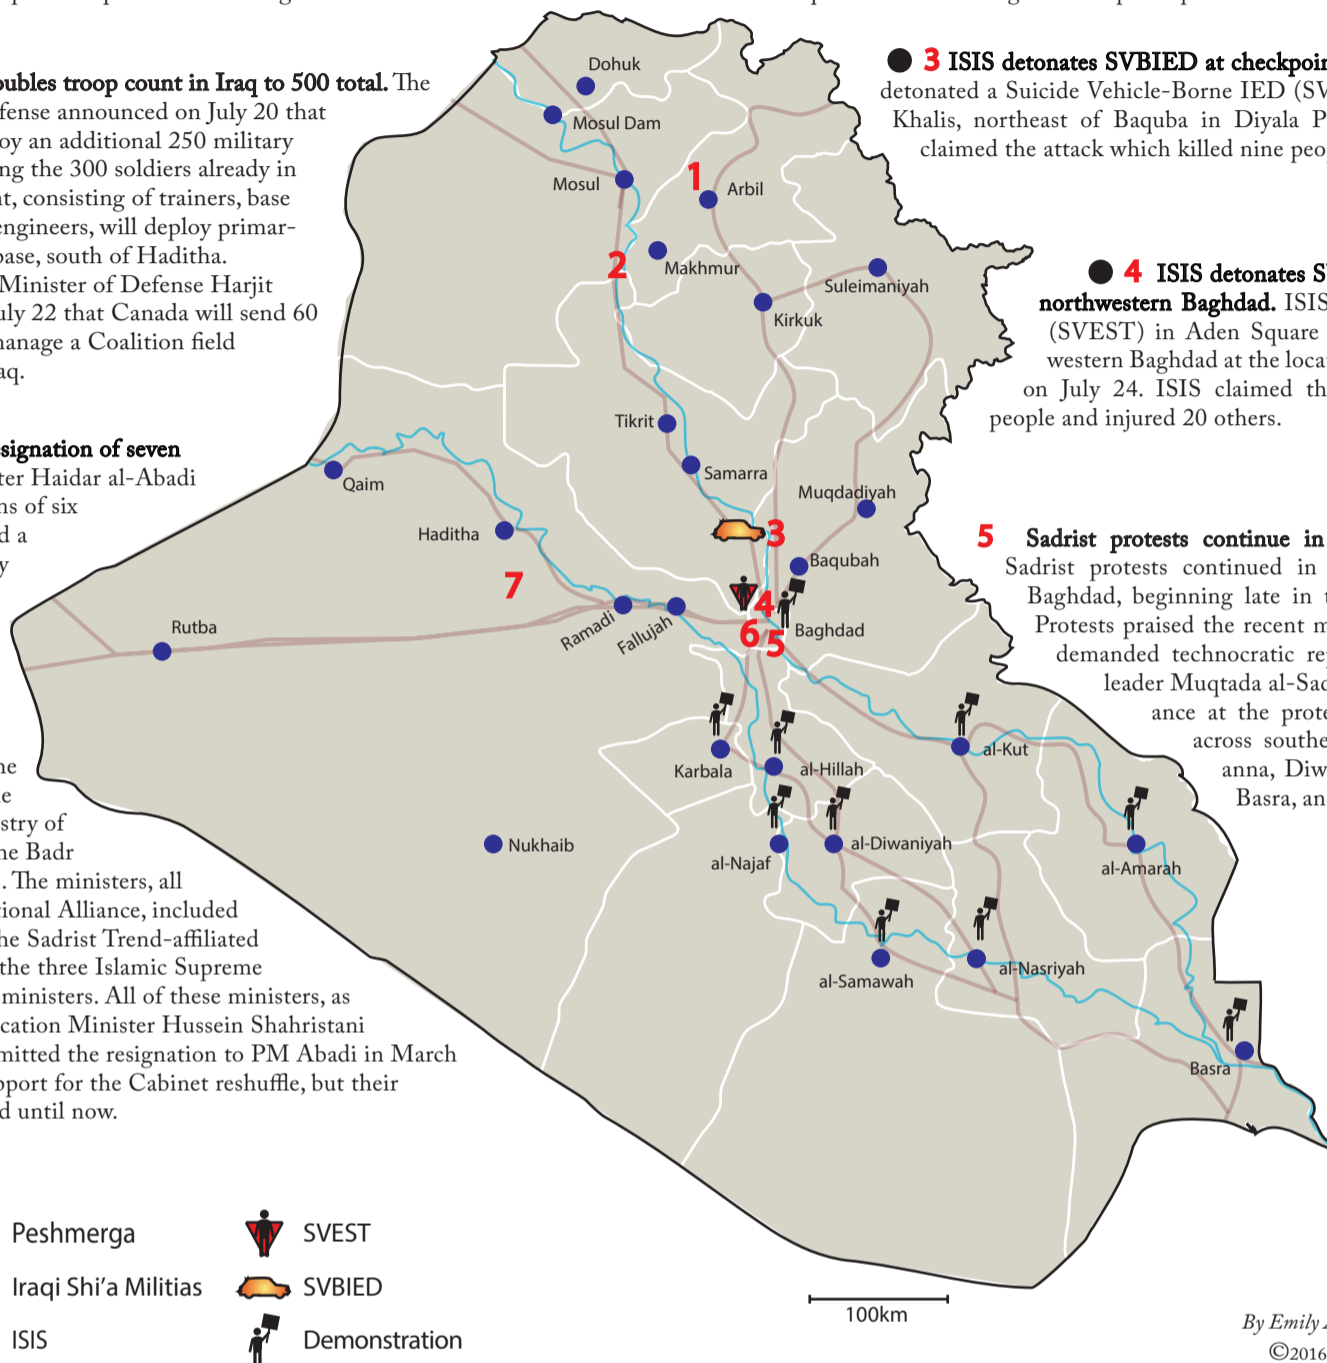 oubles troop count in Iraq to 500 total. The
fense announced on July 20 that
oy an additional 250 military
ng the 300 soldiers already in
nt, consisting of trainers, base
engineers, will deploy primar-
base, south of Haditha.
Minister of Defense Harjit
uly 22 that Canada will send 60
manage a Coalition field
aq.
signation of seven
ter Haidar al-Abadi
ns of six
d a
y
ne
e
stry of
he Badr
. The ministers, all
tional Alliance, included
he Sadrist Trend-affiliated
the three Islamic Supreme
ministers. All of these ministers, as
cation Minister Hussein Shahristani
mitted the resignation to PM Abadi in March
pport for the Cabinet reshuffle, but their
d until now.
3 ISIS detonates SVBIED at checkpoin
detonated a Suicide Vehicle-Borne IED (SV
Khalis, northeast of Baquba in Diyala P
claimed the attack which killed nine peo
4 ISIS detonates S
northwestern Baghdad. ISIS
(SVEST) in Aden Square
western Baghdad at the loca
on July 24. ISIS claimed th
people and injured 20 others.
5 Sadrist protests continue in
Sadrist protests continued in
Baghdad, beginning late in t
Protests praised the recent m
demanded technocratic re
leader Muqtada al-Sad
ance at the prote
across southe
anna, Diw
Basra, an
Dohuk
Mosul Dam
Mosul
1
Arbil
2
Makhmur
Suleimaniyah
Kirkuk
Tikrit
Samarra
Qaim
Muqdadiyah
Haditha
3
Baqubah
7
4
Ramadi
Fallujah
Rutba
6
5
Baghdad
al-Kut
Karbala
al-Hillah
Nukhaib
al-Najaf
al-Diwaniyah
al-Amarah
al-Samawah
al-Nasriyah
Basra
Peshmerga
SVEST
Iraqi Shi'a Militias
SVBIED
ISIS
Demonstration
100km
By Emily
©2016